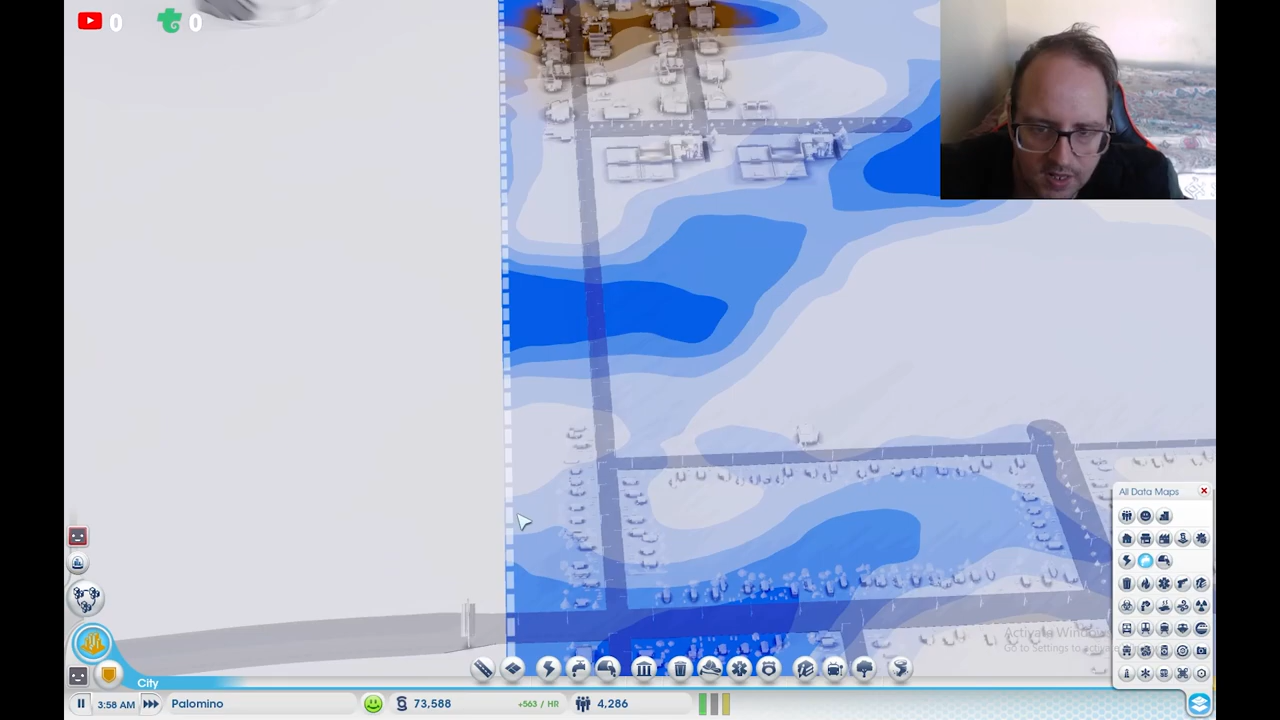 0 0
All Data Maps
Activate Windows
Go to Settings to activate
City
3:58 AM Palomino 73,588 +563 / HR 4,286